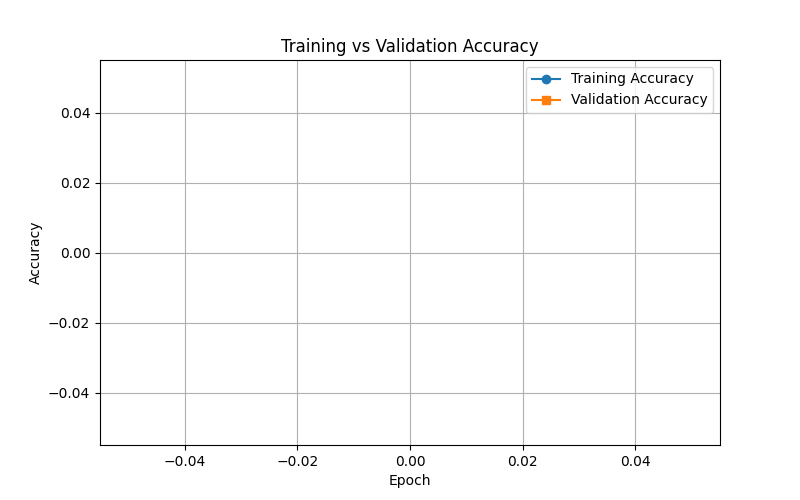 Training vs Validation Accuracy
Training Accuracy
Validation Accuracy
0.04
0.02
0.00
−0.02
−0.04
Accuracy
−0.04 −0.02 0.00 0.02 0.04
Epoch